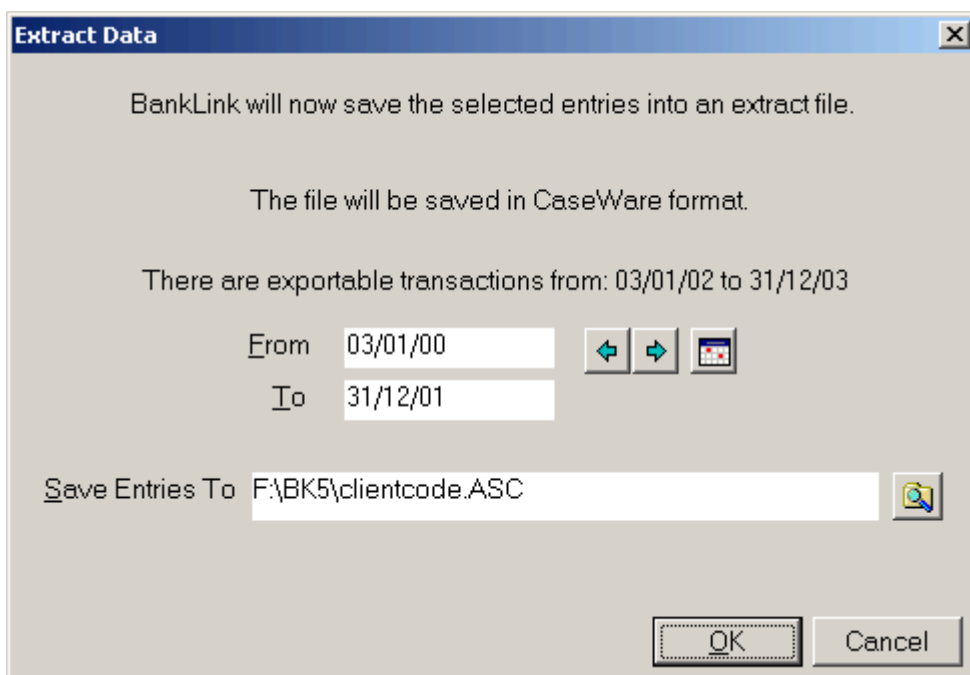 Extract Data
BankLink will now save the selected entries into an extract file.
The file will be saved in CaseWare format.
There are exportable transactions from: 03/01/02 to 31/12/03
From 03/01/00
To 31/12/01
Save Entries To F:\BK5\clientcode.ASC
OK Cancel